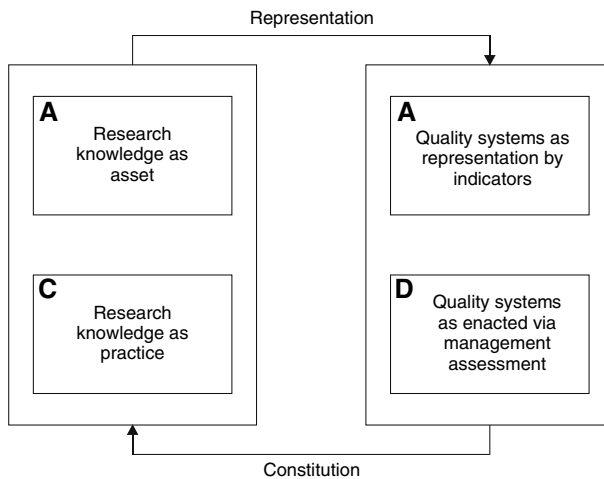 Representation
A
Research
knowledge as
asset
A
Quality systems as
representation by
indicators
C
Research
knowledge as
practice
D
Quality systems
as enacted via
management
assessment
Constitution